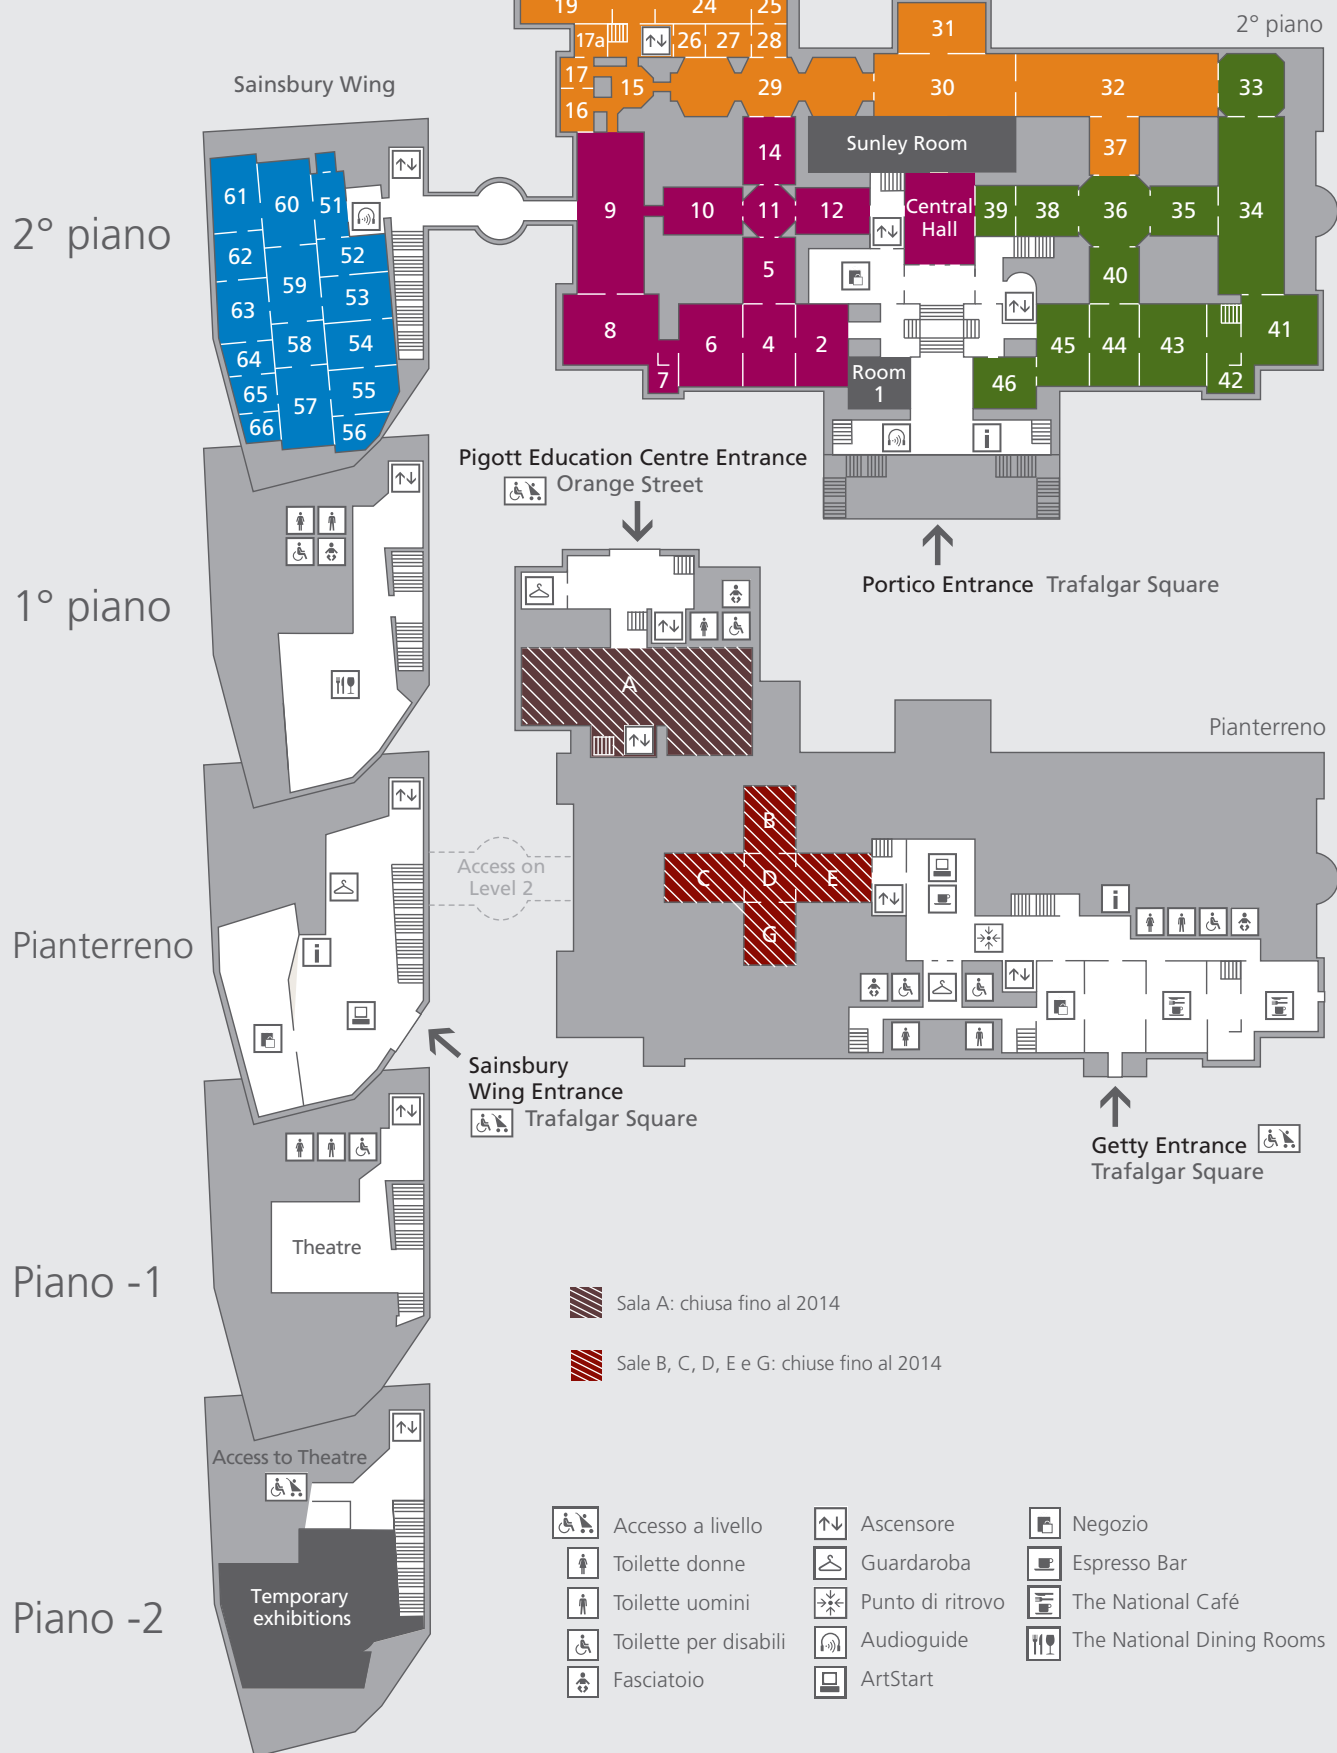 19
24
25
17a
26
27
28
31
2° piano
17
15
16
29
30
32
33
Sainsbury Wing
14
Sunley Room
37
61
60
51
9
10
11
12
Central
Hall
39
38
36
35
34
2° piano
62
52
5
40
59
53
63
8
6
4
2
45
44
43
41
58
54
64
7
Room
1
46
42
65
55
57
66
56
Pigott Education Centre Entrance
Orange Street
Portico Entrance Trafalgar Square
1° piano
A
Pianterreno
B
Access on
Level 2
C
D
E
i
G
Pianterreno
i
i
Sainsbury
Wing Entrance
Trafalgar Square
Getty Entrance
Trafalgar Square
Theatre
Piano -1
Sala A: chiusa fino al 2014
Sale B, C, D, E e G: chiuse fino al 2014
Access to Theatre
Temporary
exhibitions
Piano -2
Accesso a livello
Toilette donne
Toilette uomini
Toilette per disabili
Fasciatoio
Ascensore
Guardaroba
Punto di ritrovo
Audioguide
ArtStart
Negozio
Espresso Bar
The National Café
The National Dining Rooms